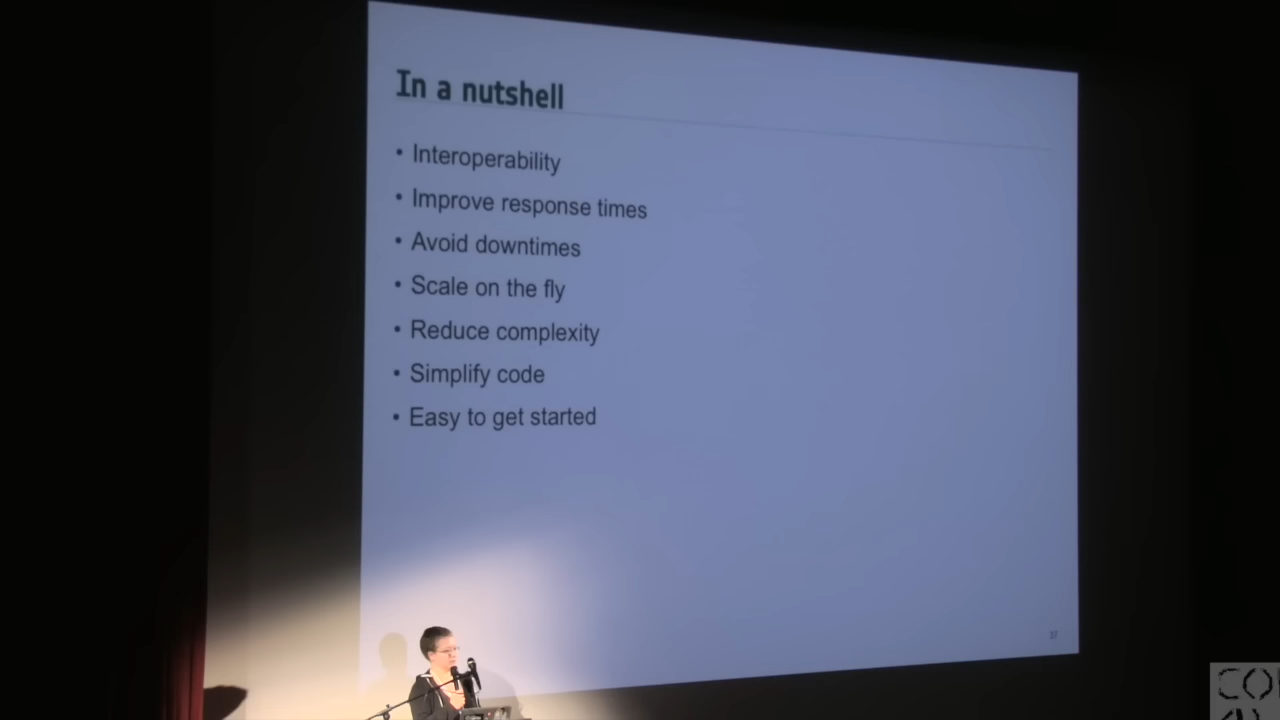 In a nutshell
• Interoperability
• Improve response times
• Avoid downtimes
• Scale on the fly
• Reduce complexity
• Simplify code
• Easy to get started